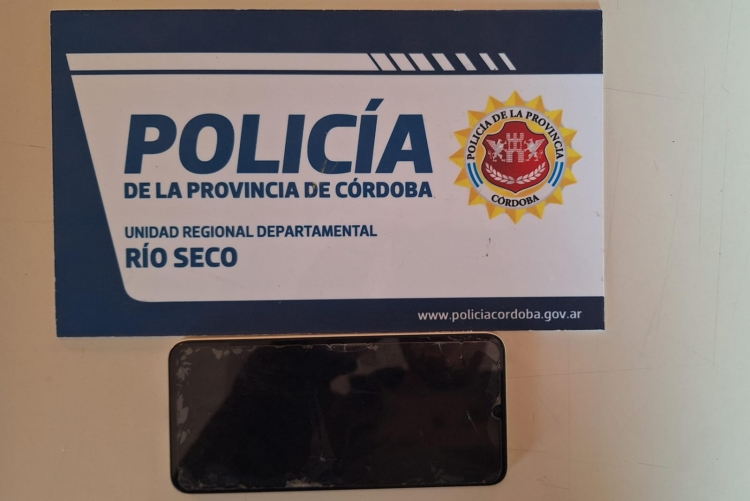 POLICÍA
DE LA PROVINCIA DE CÓRDOBA
UNIDAD REGIONAL DEPARTAMENTAL
RÍO SECO
POLICÍA DE LA PROVINCIA
CÓRDOBA
www.policiacordoba.gov.ar